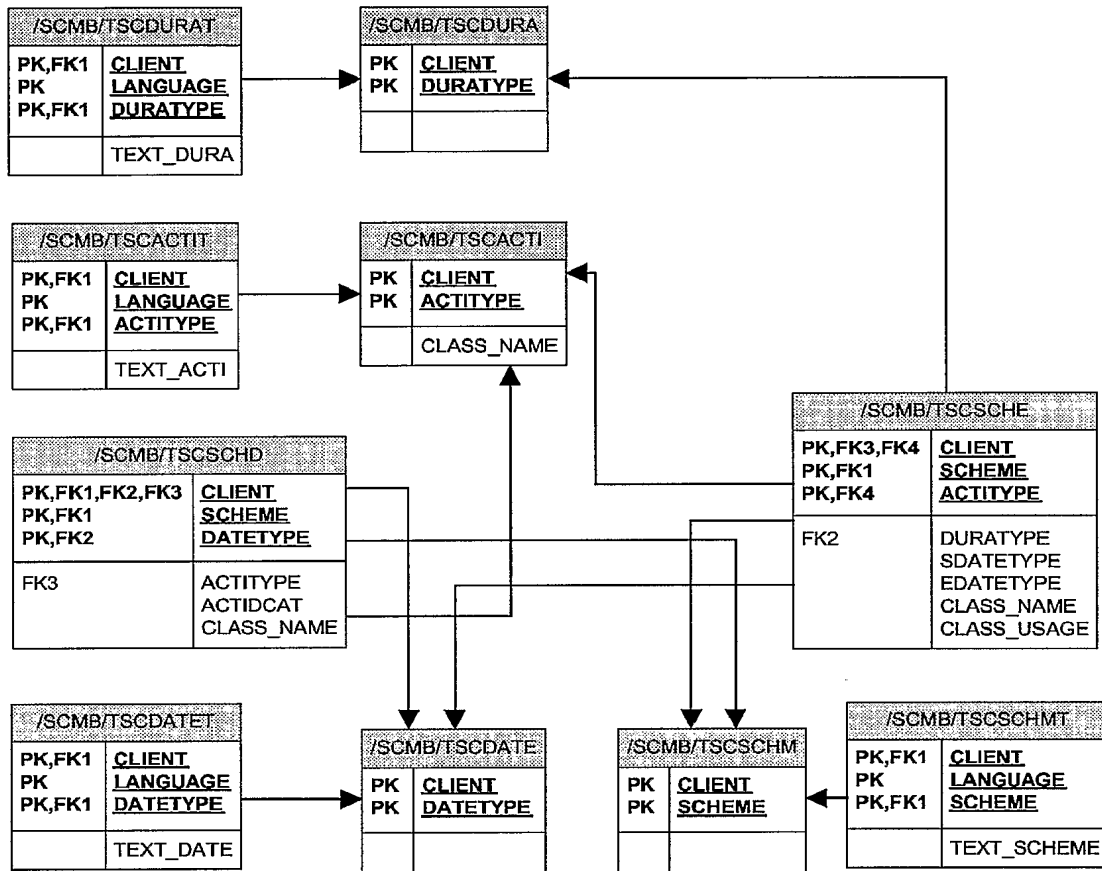 /SCMB/TSCDURAT
PK,FK1 CLIENT
PK LANGUAGE
PK,FK1 DURATYPE
TEXT_DURA
/SCMB/TSCDURA
PK CLIENT
PK DURATYPE
/SCMB/TSCACTIT
PK,FK1 CLIENT
PK LANGUAGE
PK,FK1 ACTITYPE
TEXT_ACTI
/SCMB/TSCACTI
PK CLIENT
PK ACTITYPE
CLASS_NAME
/SCMB/TSCSCHD
PK,FK1,FK2,FK3 CLIENT
PK,FK1 SCHEME
PK,FK2 DATETYPE
FK3 ACTITYPE
ACTIDCAT
CLASS_NAME
/SCMB/TSCSCHE
PK,FK3,FK4 CLIENT
PK,FK1 SCHEME
PK,FK4 ACTITYPE
FK2 DURATYPE
SDATETYPE
EDATETYPE
CLASS_NAME
CLASS_USAGE
/SCMB/TSCDATET
PK,FK1 CLIENT
PK LANGUAGE
PK,FK1 DATETYPE
TEXT_DATE
/SCMB/TSCDATE
PK CLIENT
PK DATETYPE
/SCMB/TSCSCHM
PK CLIENT
PK SCHEME
/SCMB/TSCSCHMT
PK,FK1 CLIENT
PK LANGUAGE
PK,FK1 SCHEME
TEXT_SCHEME